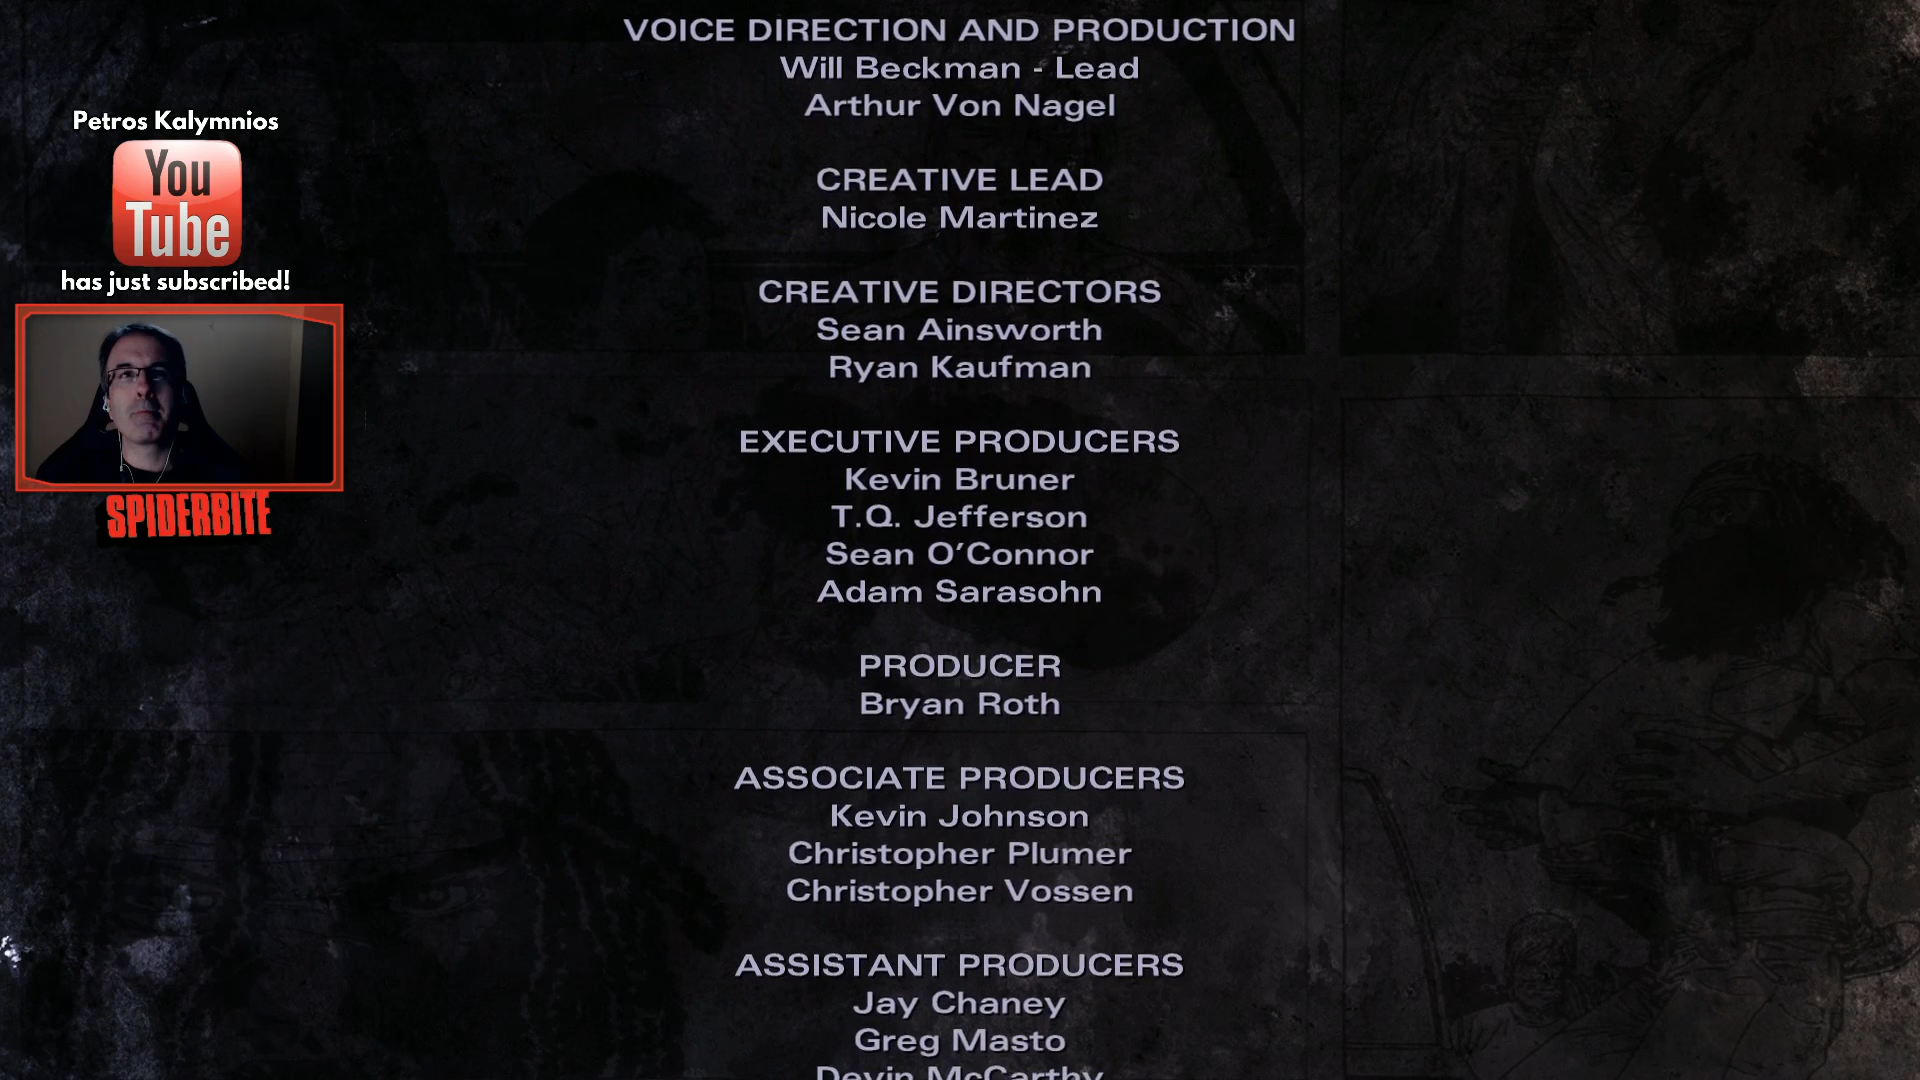 VOICE DIRECTION AND PRODUCTION
Will Beckman - Lead
Arthur Von Nagel
Petros Kalymnios
You
Tube
has just subscribed!
SPIDERBITE
CREATIVE LEAD
Nicole Martinez
CREATIVE DIRECTORS
Sean Ainsworth
Ryan Kaufman
EXECUTIVE PRODUCERS
Kevin Bruner
T.Q. Jefferson
Sean O’Connor
Adam Sarasohn
PRODUCER
Bryan Roth
ASSOCIATE PRODUCERS
Kevin Johnson
Christopher Plumer
Christopher Vossen
ASSISTANT PRODUCERS
Jay Chaney
Greg Masto
Devin McCarthy